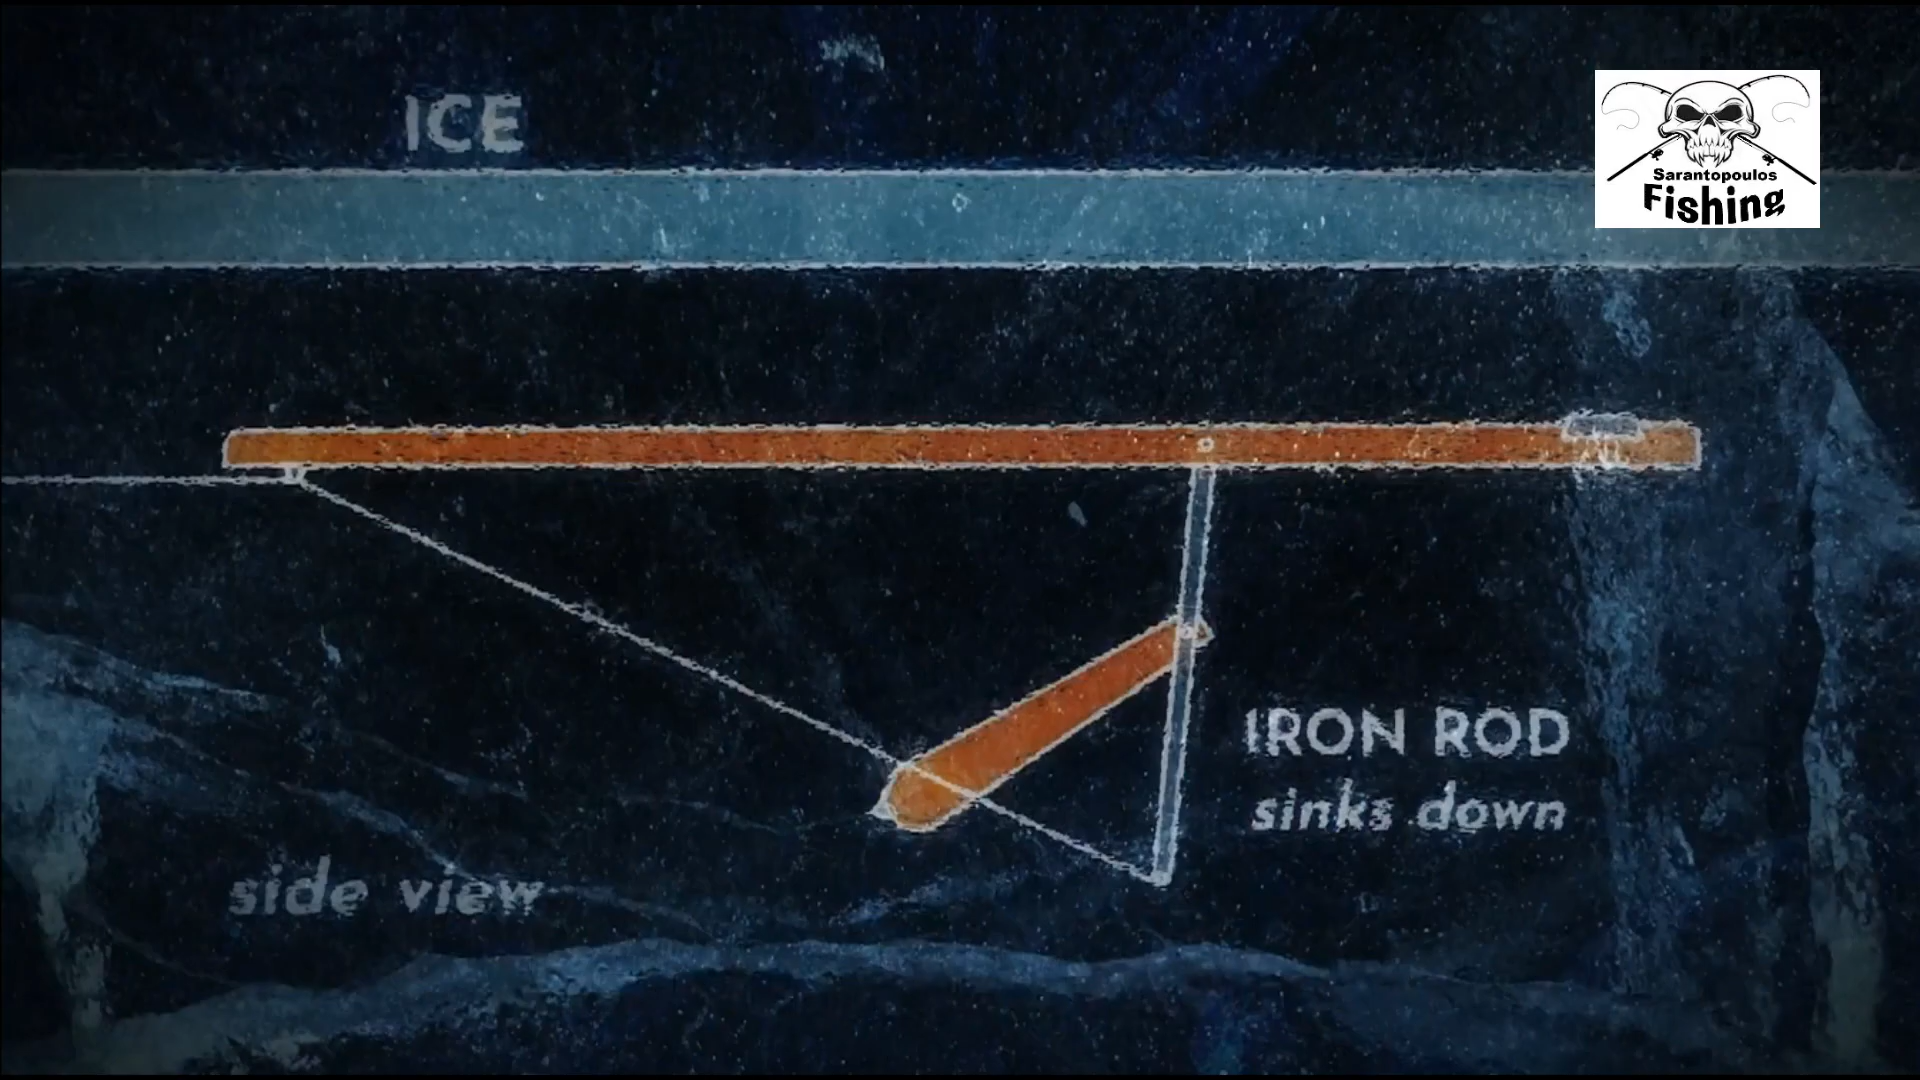 ICE
Sarantopoulos
Fishing
IRON ROD
sinks down
side view